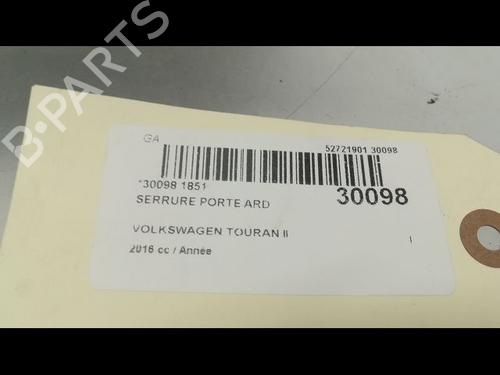 B-PARTS
GA
52721901 30098
*30098 1851
30098
SERRURE PORTE ARD
VOLKSWAGEN TOURAN II
2016 cc / Année